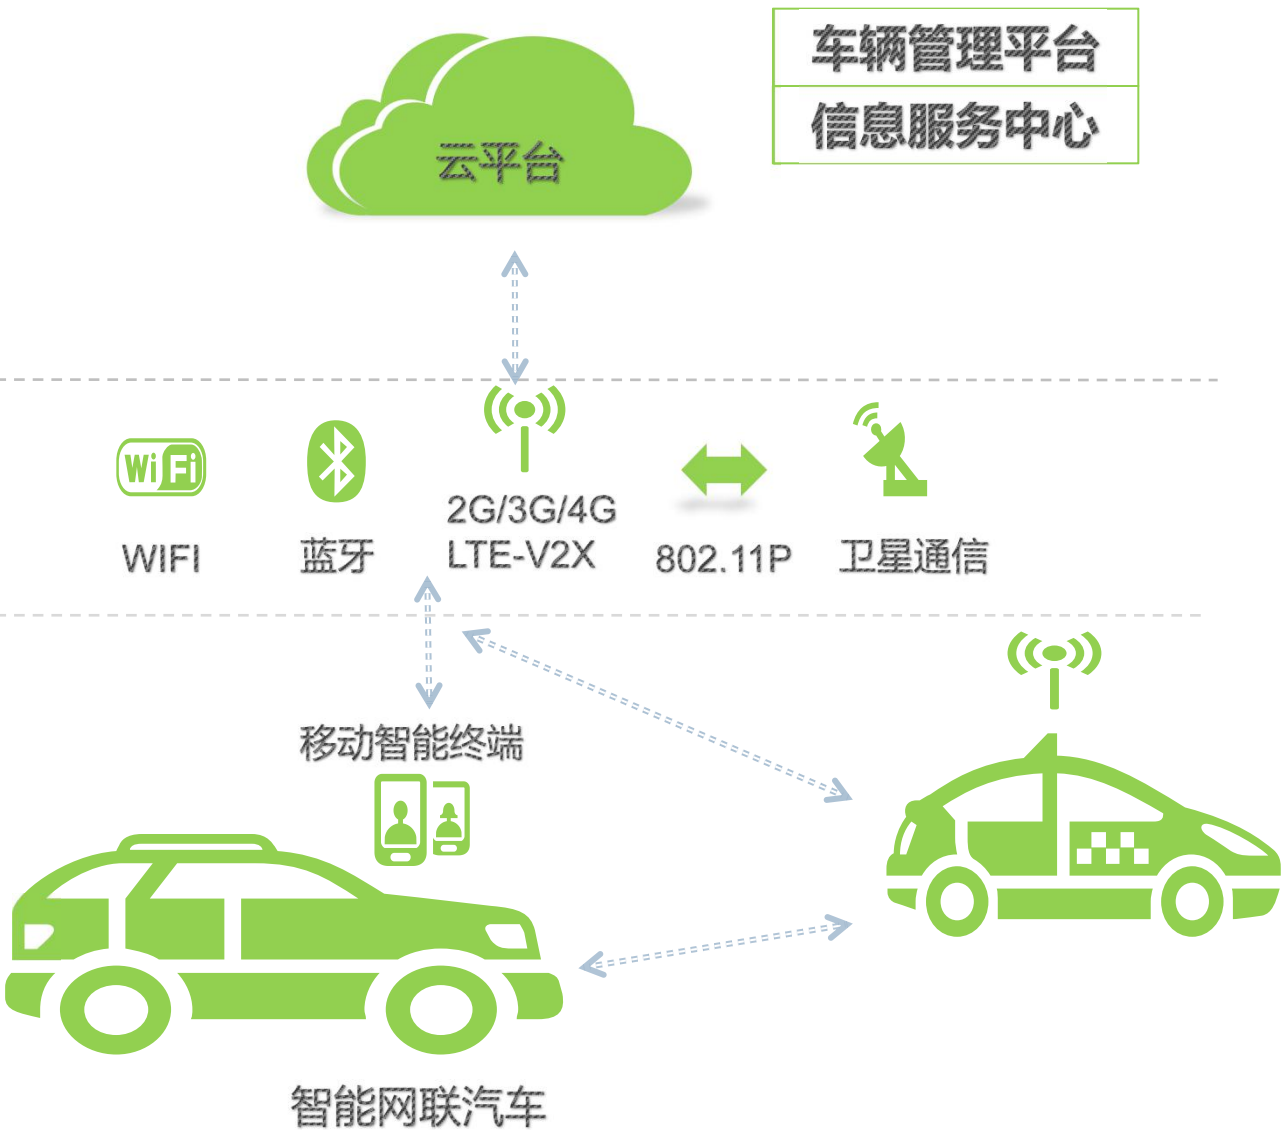 车辆管理平台
信息服务中心
云平台
WiFi
WIFI
蓝牙
2G/3G/4G
LTE-V2X
802.11P
卫星通信
移动智能终端
智能网联汽车